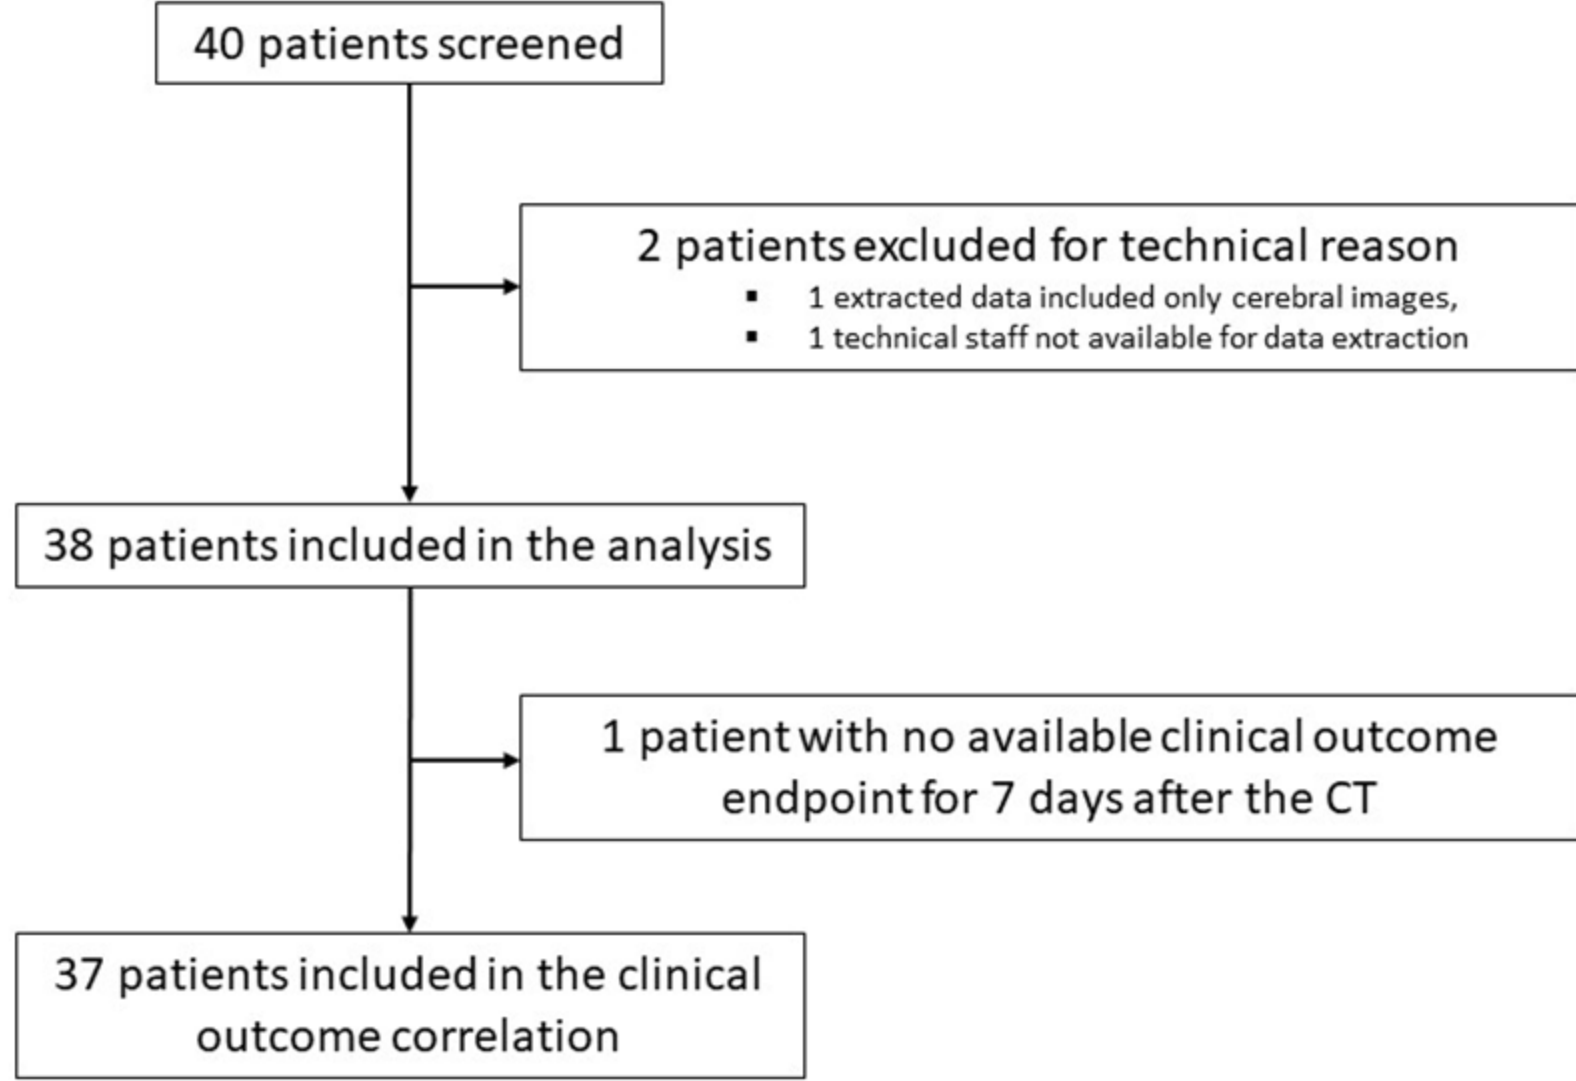 40 patients screened
2 patients excluded for technical reason
▪ 1 extracted data included only cerebral images,
▪ 1 technical staff not available for data extraction
38 patients included in the analysis
1 patient with no available clinical outcome
endpoint for 7 days after the CT
37 patients included in the clinical
outcome correlation